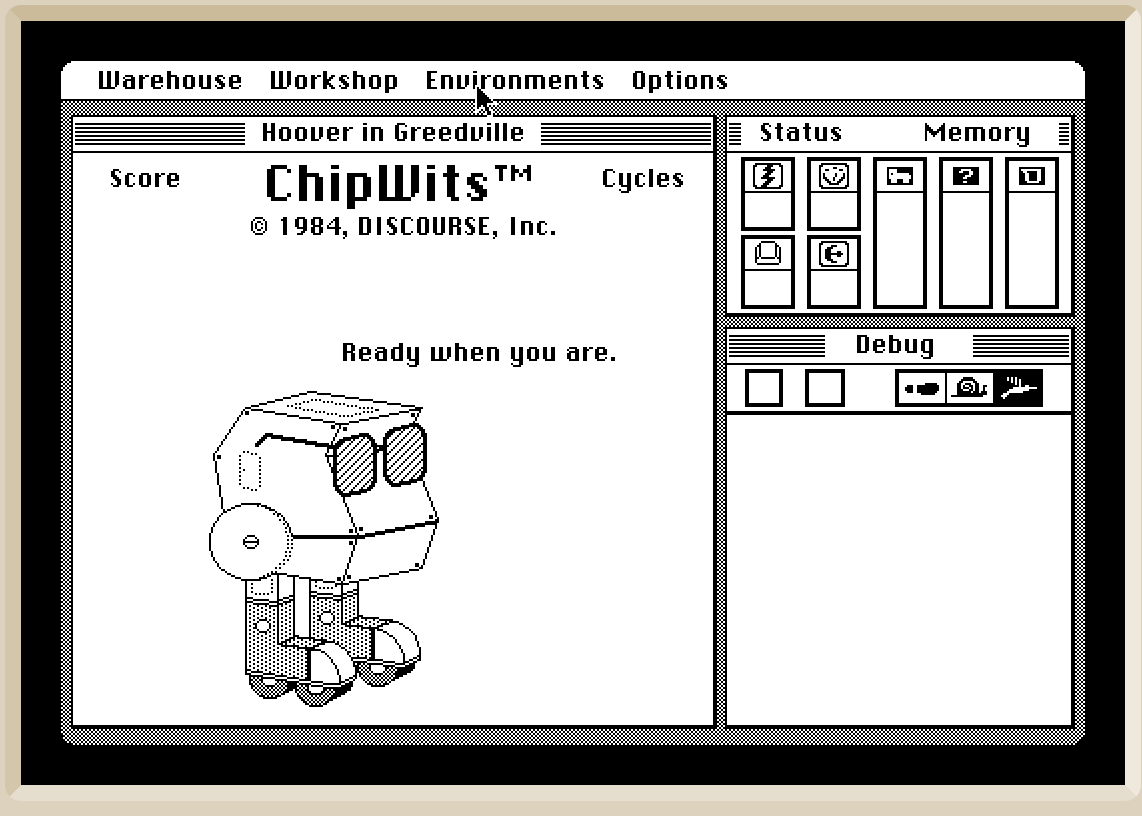 Warehouse Workshop Environments Options
Hoover in Greedville
Score ChipWits™ Cycles
© 1984, DISCOURSE, Inc.
Ready when you are.
Status Memory
?
Debug